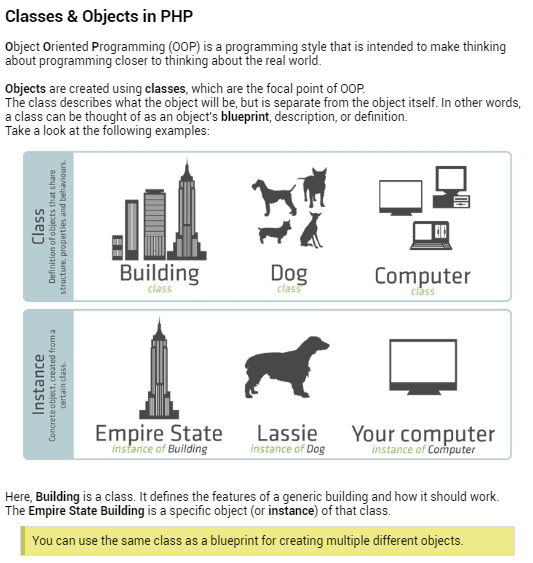 Classes & Objects in PHP
Object Oriented Programming (OOP) is a programming style that is intended to make thinking
about programming closer to thinking about the real world.
Objects are created using classes, which are the focal point of OOP.
The class describes what the object will be, but is separate from the object itself. In other words,
a class can be thought of as an object's blueprint, description, or definition.
Take a look at the following examples:
Class
Definition of objects that share
structure, properties and behaviours.
Building
class
Dog
class
Computer
class
Instance
Concrete object, created from a
certain class.
Empire State
instance of Building
Lassie
instance of Dog
Your computer
instance of Computer
Here, Building is a class. It defines the features of a generic building and how it should work.
The Empire State Building is a specific object (or instance) of that class.
You can use the same class as a blueprint for creating multiple different objects.